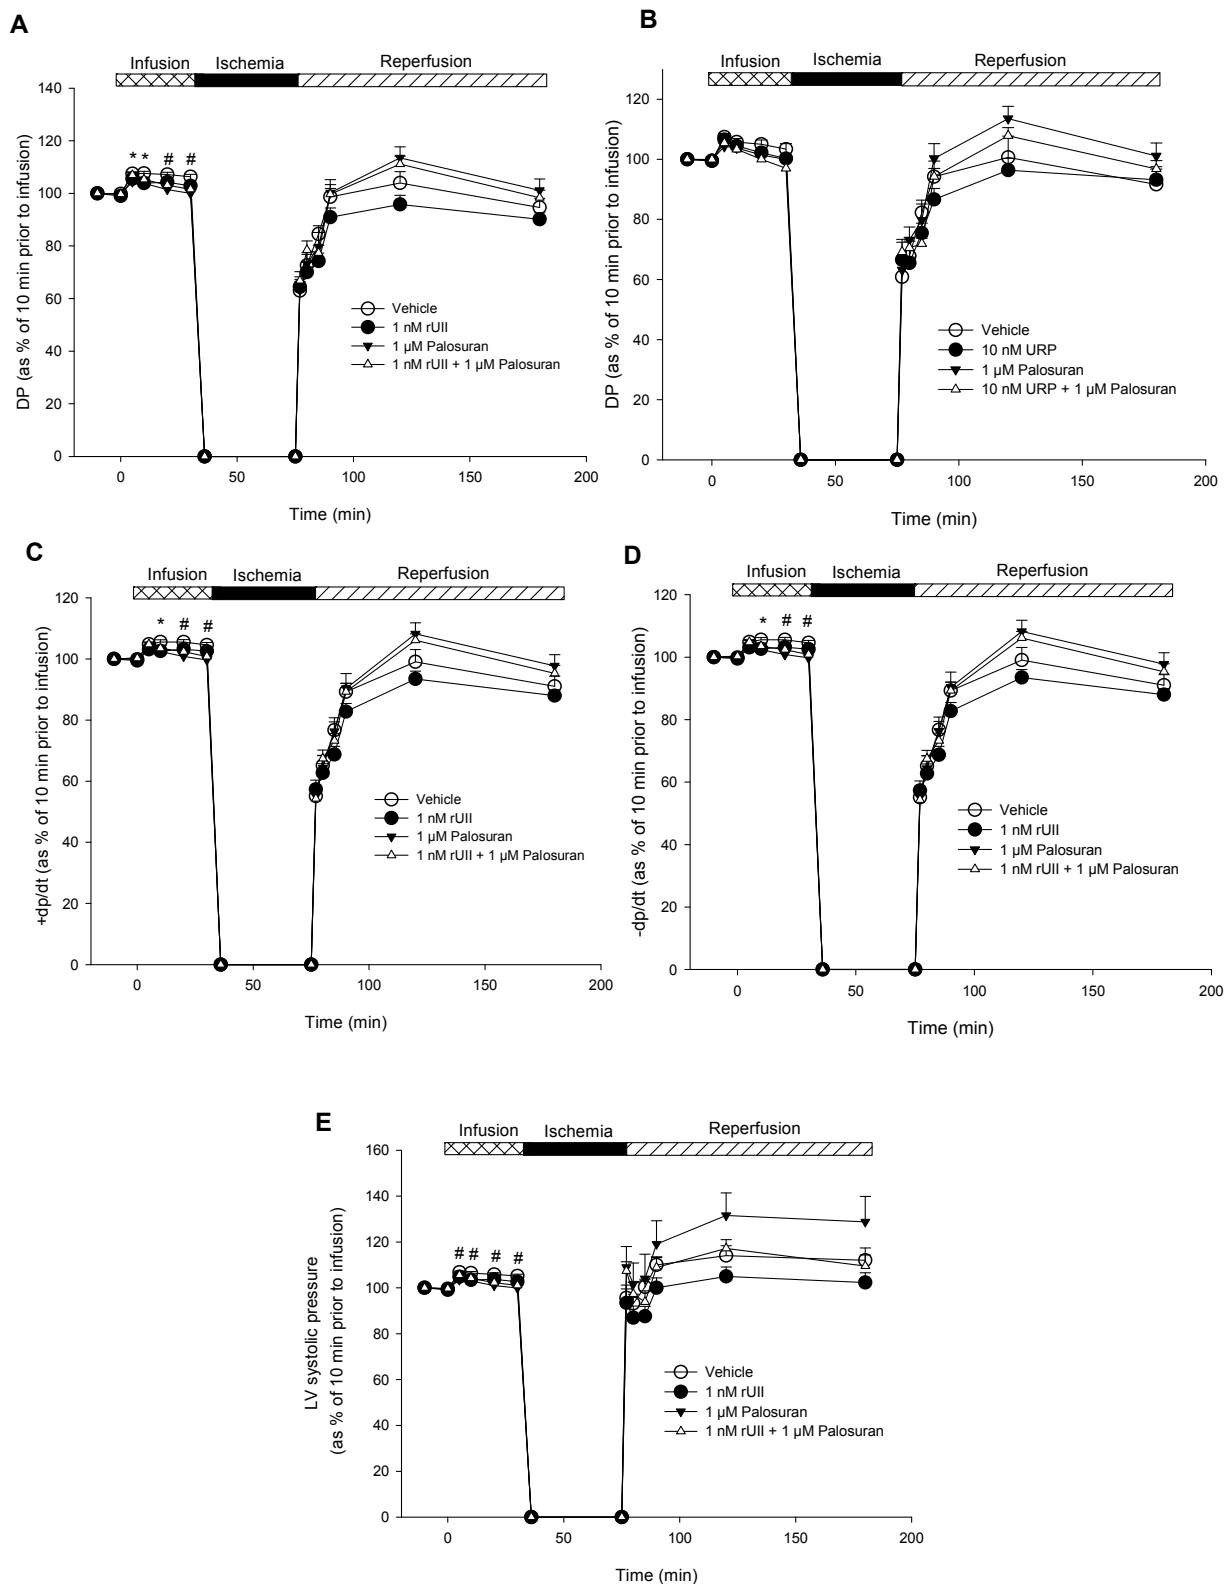 A
Infusion Ischemia Reperfusion
140
120
100
80
60
40
20
0
* * # #
DP (as % of 10 min prior to infusion)
Vehicle
1 nM rUII
1 µM Palosuran
1 nM rUII + 1 µM Palosuran
0 50 100 150 200
Time (min)
B
Infusion Ischemia Reperfusion
120
100
80
60
40
20
0
DP (as % of 10 min prior to infusion)
Vehicle
10 nM URP
1 µM Palosuran
10 nM URP + 1 µM Palosuran
0 50 100 150 200
Time (min)
C
Infusion Ischemia Reperfusion
120
100
80
60
40
20
0
* # #
+dp/dt (as % of 10 min prior to infusion)
Vehicle
1 nM rUII
1 µM Palosuran
1 nM rUII + 1 µM Palosuran
0 50 100 150 200
Time (min)
D
Infusion Ischemia Reperfusion
120
100
80
60
40
20
0
* # #
-dp/dt (as % of 10 min prior to infusion)
Vehicle
1 nM rUII
1 µM Palosuran
1 nM rUII + 1 µM Palosuran
0 50 100 150 200
Time (min)
E
Infusion Ischemia Reperfusion
160
140
120
100
80
60
40
20
0
# # # #
LV systolic pressure
(as % of 10 min prior to infusion)
Vehicle
1 nM rUII
1 µM Palosuran
1 nM rUII + 1 µM Palosuran
0 50 100 150 200
Time (min)